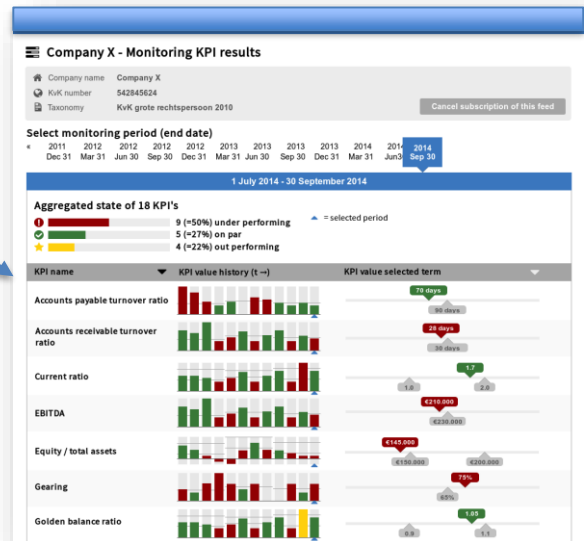 Company X - Monitoring KPI results
Company name Company X
KvK number 542845624
Taxonomy KvK grote rechtspersoon 2010
Cancel subscription of this feed
Select monitoring period (end date)
« 2011 2012 2012 2012 2012 2013 2013 2013 2013 2014 201 2014
Dec 31 Mar 31 Jun 30 Sep 30 Dec 31 Mar 31 Jun 30 Sep 30 Dec 31 Mar 31 Jun3 Sep 30
1 July 2014 - 30 September 2014
Aggregated state of 18 KPI's
9 (=50%) under performing ▲ = selected period
5 (=27%) on par
4 (=22%) out performing
KPI name ▼ KPI value history (t →) KPI value selected term ▼
Accounts payable turnover ratio
70 days
90 days
Accounts receivable turnover
ratio
28 days
30 days
Current ratio
1.7
1.0 2.0
EBITDA
€210.000
€230.000
Equity / total assets
€145,000
€150.000 €200.000
Gearing
75%
65%
Golden balance ratio
1.05
0.9 1.1